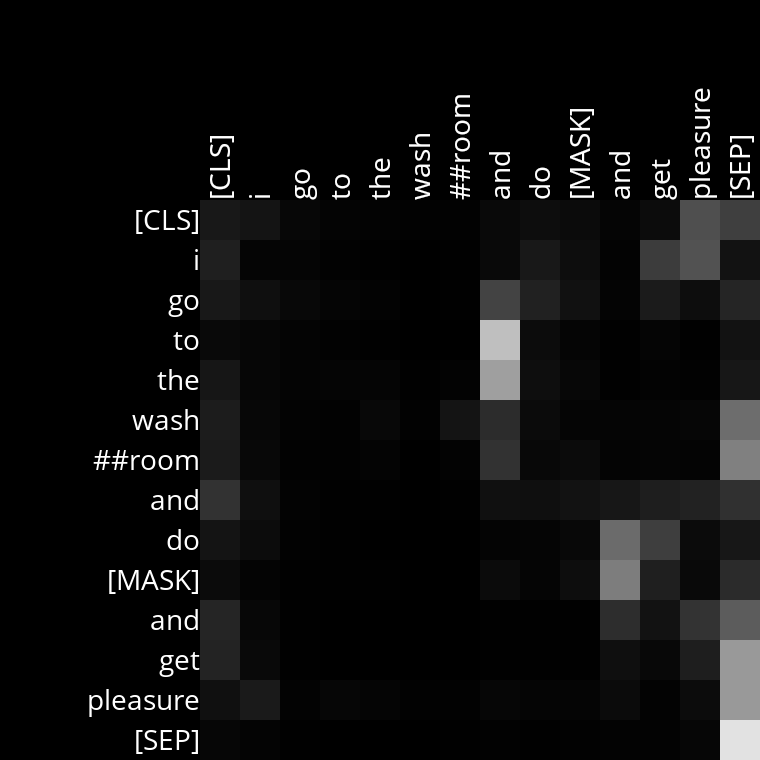 [CLS] i go to the wash ##room and do [MASK] and get pleasure [SEP]
[CLS]
i
go
to
the
wash
##room
and
do
[MASK]
and
get
pleasure
[SEP]